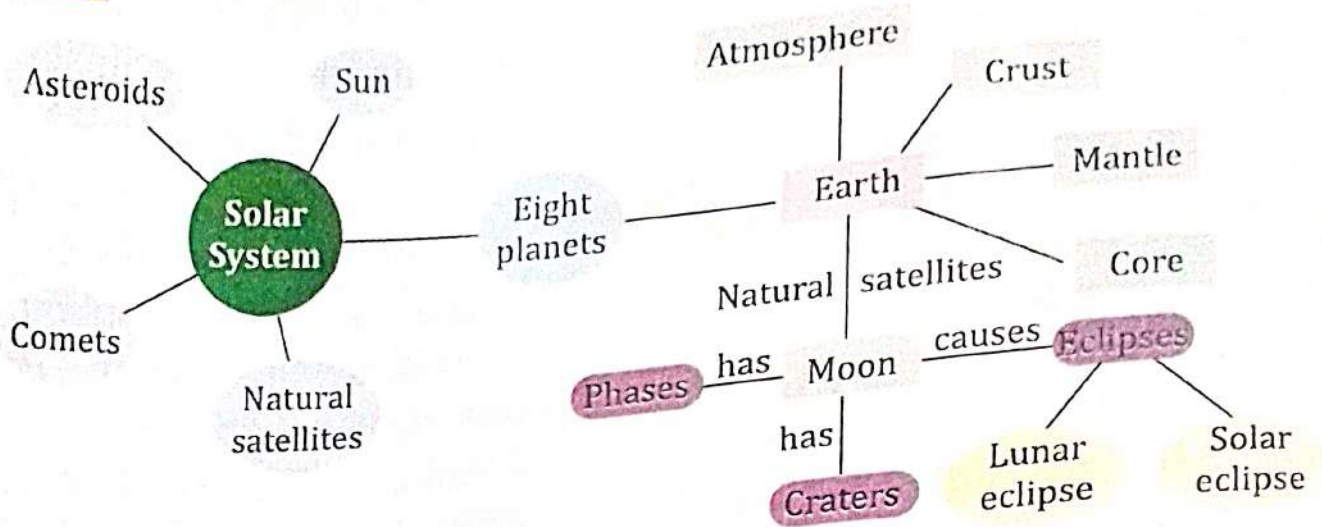 Asteroids
Sun
Solar
System
Comets
Natural
satellites
Eight
planets
Atmosphere
Crust
Earth
Mantle
Core
Natural satellites
Moon
has
Phases
has
Craters
causes
Eclipses
Lunar
eclipse
Solar
eclipse